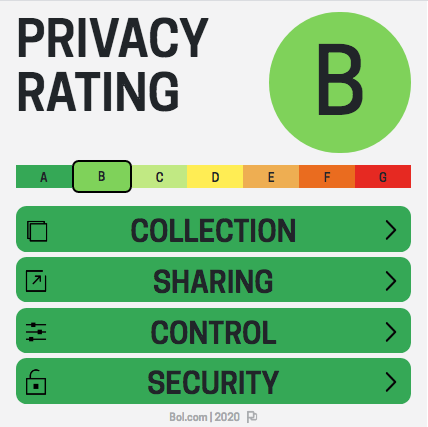 PRIVACY
RATING
B
A B C D E F G
COLLECTION
SHARING
CONTROL
SECURITY
Bol.com | 2020